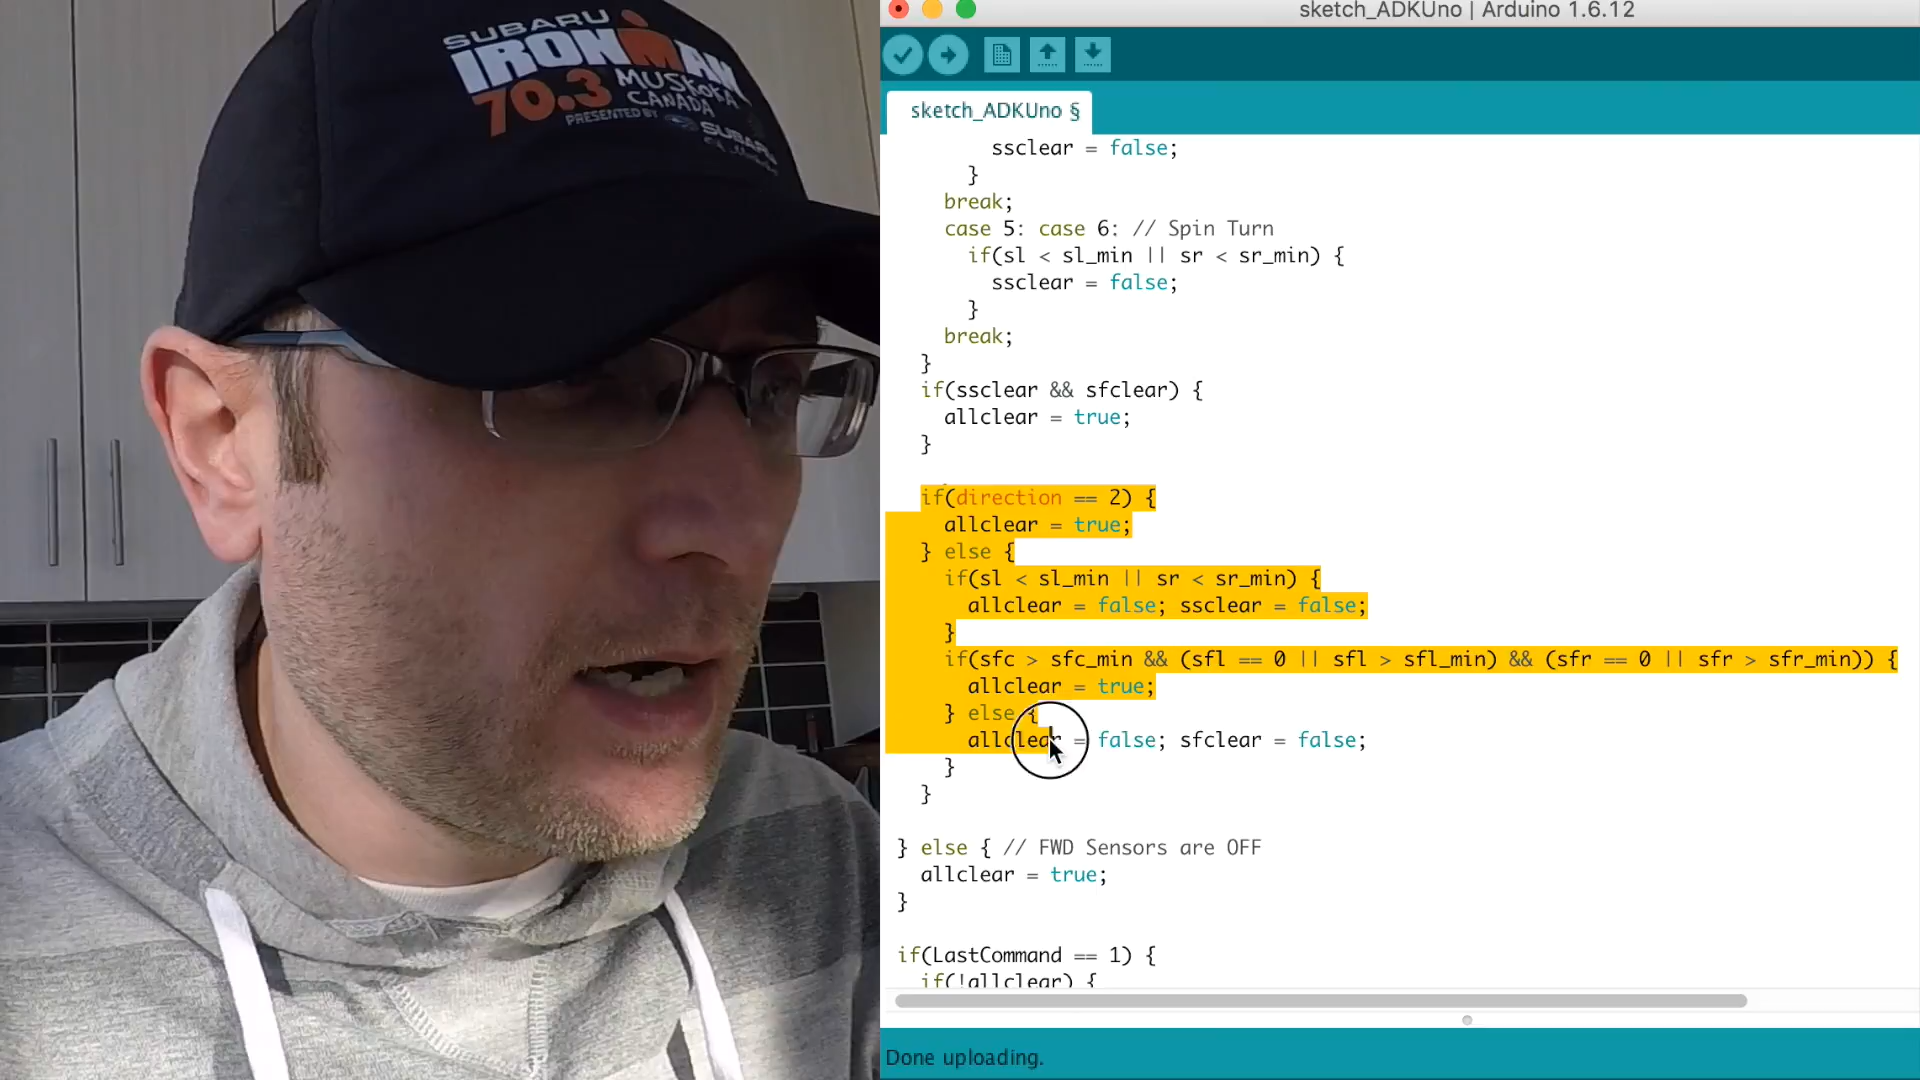 SUBARU
IRONMAN
70.3 MUSKOKA
CANADA
PRESENTED BY
SUBARU
sketch_ADKUno | Arduino 1.6.12
sketch_ADKUno §
ssclear = false;
}
break;
case 5: case 6: // Spin Turn
if(sl < sl_min || sr < sr_min) {
ssclear = false;
}
break;
}
if(ssclear && sfclear) {
allclear = true;
}
if(direction == 2) {
allclear = true;
} else {
if(sl < sl_min || sr < sr_min) {
allclear = false; ssclear = false;
}
if(sfc > sfc_min && (sfl == 0 || sfl > sfl_min) && (sfr == 0 || sfr > sfr_min)) {
allclear = true;
} else {
allclear = false; sfclear = false;
}
}
} else { // FWD Sensors are OFF
allclear = true;
}
if(LastCommand == 1) {
if(!allclear) {
Done uploading.